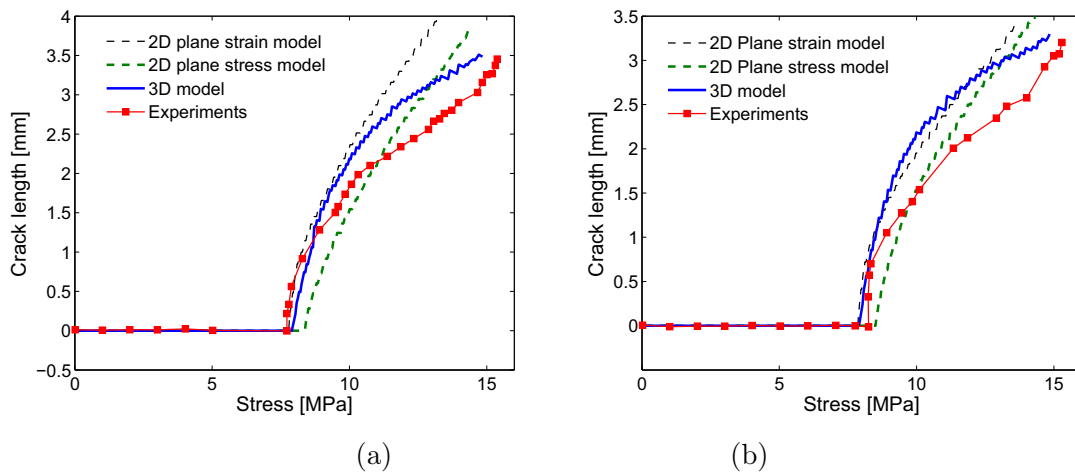 4
3.5
3
2.5
2
1.5
1
0.5
0
−0.5
Crack length [mm]
2D plane strain model
2D plane stress model
3D model
Experiments
0 5 10 15
Stress [MPa]
(a)
3.5
3
2.5
2
1.5
1
0.5
0
Crack length [mm]
2D Plane strain model
2D Plane stress model
3D model
Experiments
0 5 10 15
Stress [MPa]
(b)